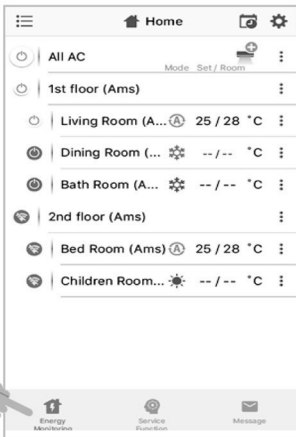 Home
All AC
Mode Set / Room
1st floor (Ams)
Living Room (A... A 25 / 28 °C
Dining Room (... -- / -- °C
Bath Room (A... -- / -- °C
2nd floor (Ams)
Bed Room (Ams) A 25 / 28 °C
Children Room... -- / -- °C
Energy Monitoring
Service Function
Message